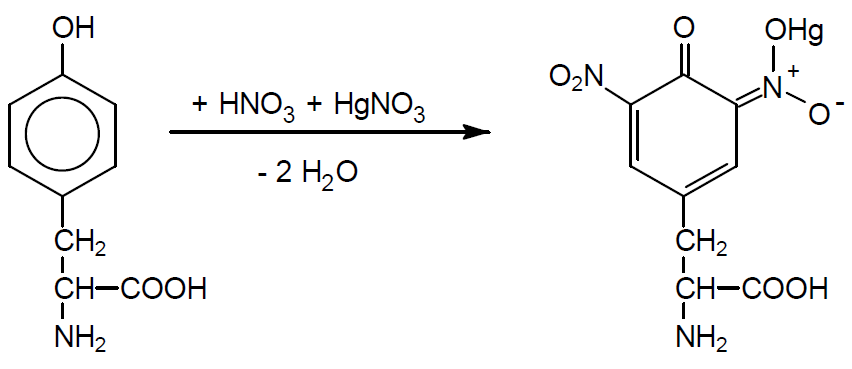 OH
+ HNO₃ + HgNO₃
- 2 H₂O
CH₂
CH–COOH
NH₂
O
OHg
O₂N
N⁺
O⁻
CH₂
CH–COOH
NH₂